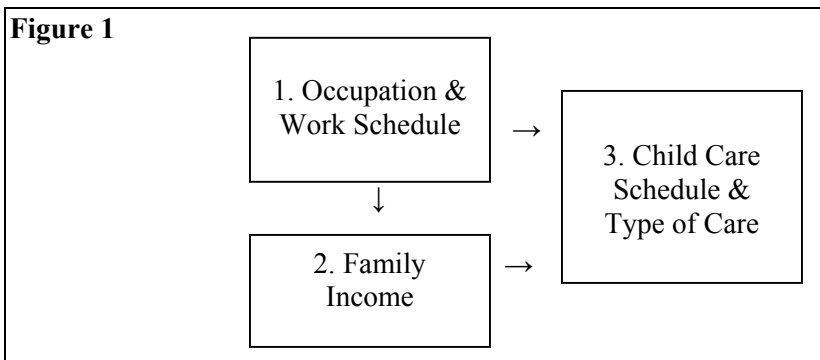 Figure 1
1. Occupation &
Work Schedule
→
↓
3. Child Care
Schedule &
Type of Care
2. Family
Income
→